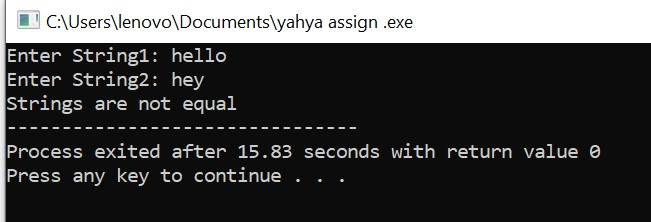 C:\Users\lenovo\Documents\yahya assign .exe
Enter String1: hello
Enter String2: hey
Strings are not equal
--------------------------------
Process exited after 15.83 seconds with return value 0
Press any key to continue . . .